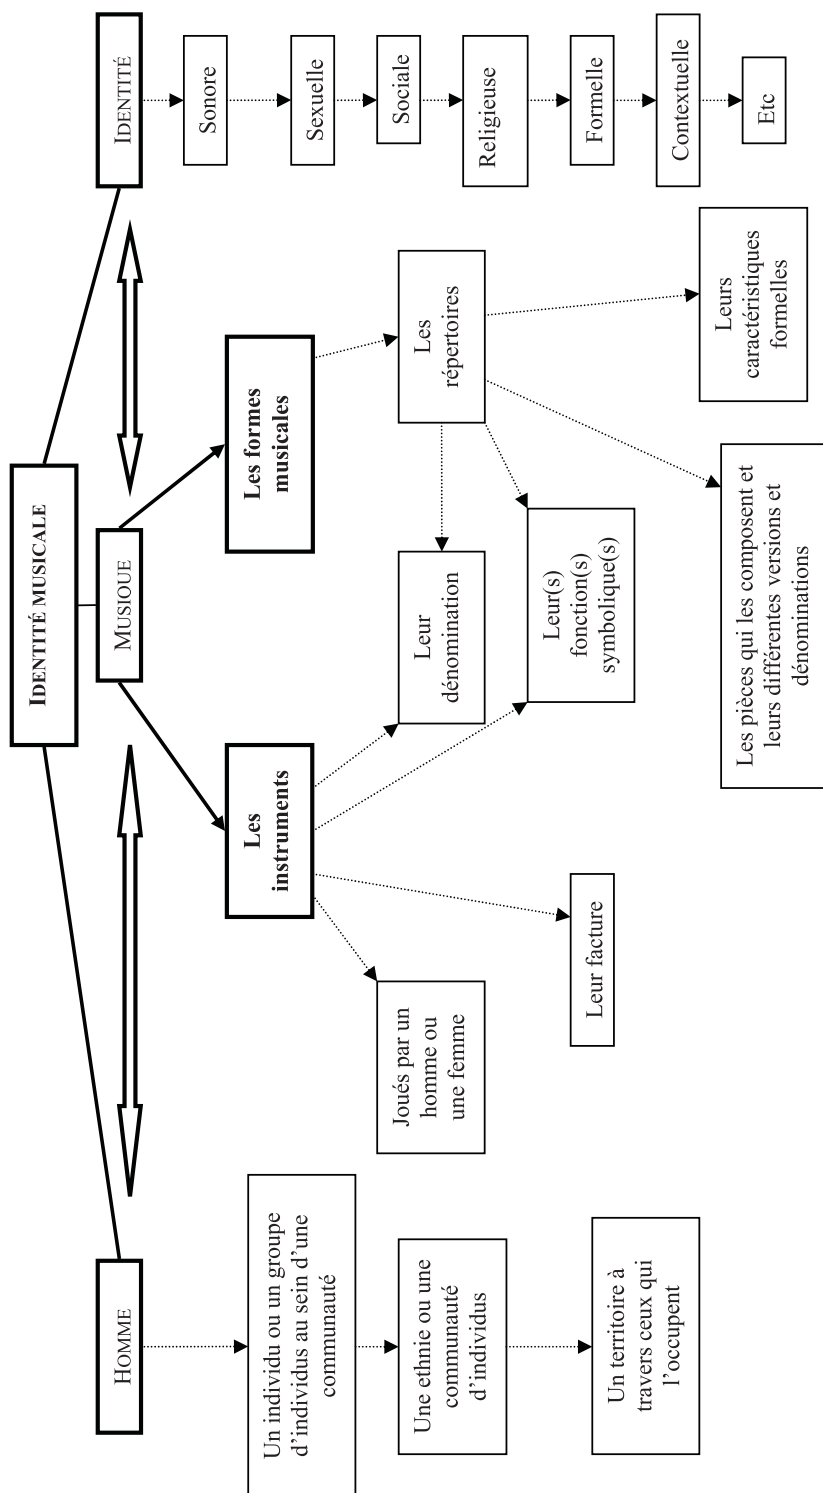 IDENTITÉ MUSICALE
HOMME
MUSIQUE
IDENTITÉ
Un individu ou un groupe
d’individus au sein d’une
communauté
Une ethnie ou une
communauté
d’individus
Un territoire à
travers ceux qui
l’occupent
Les
instruments
Joués par un
homme ou
une femme
Leur facture
Les formes
musicales
Leur
dénomination
Les
répertoires
Leur(s)
fonction(s)
symbolique(s)
Les pièces qui les composent et
leurs différentes versions et
dénominations
Leurs
caractéristiques
formelles
Sonore
Sexuelle
Sociale
Religieuse
Formelle
Contextuelle
Etc